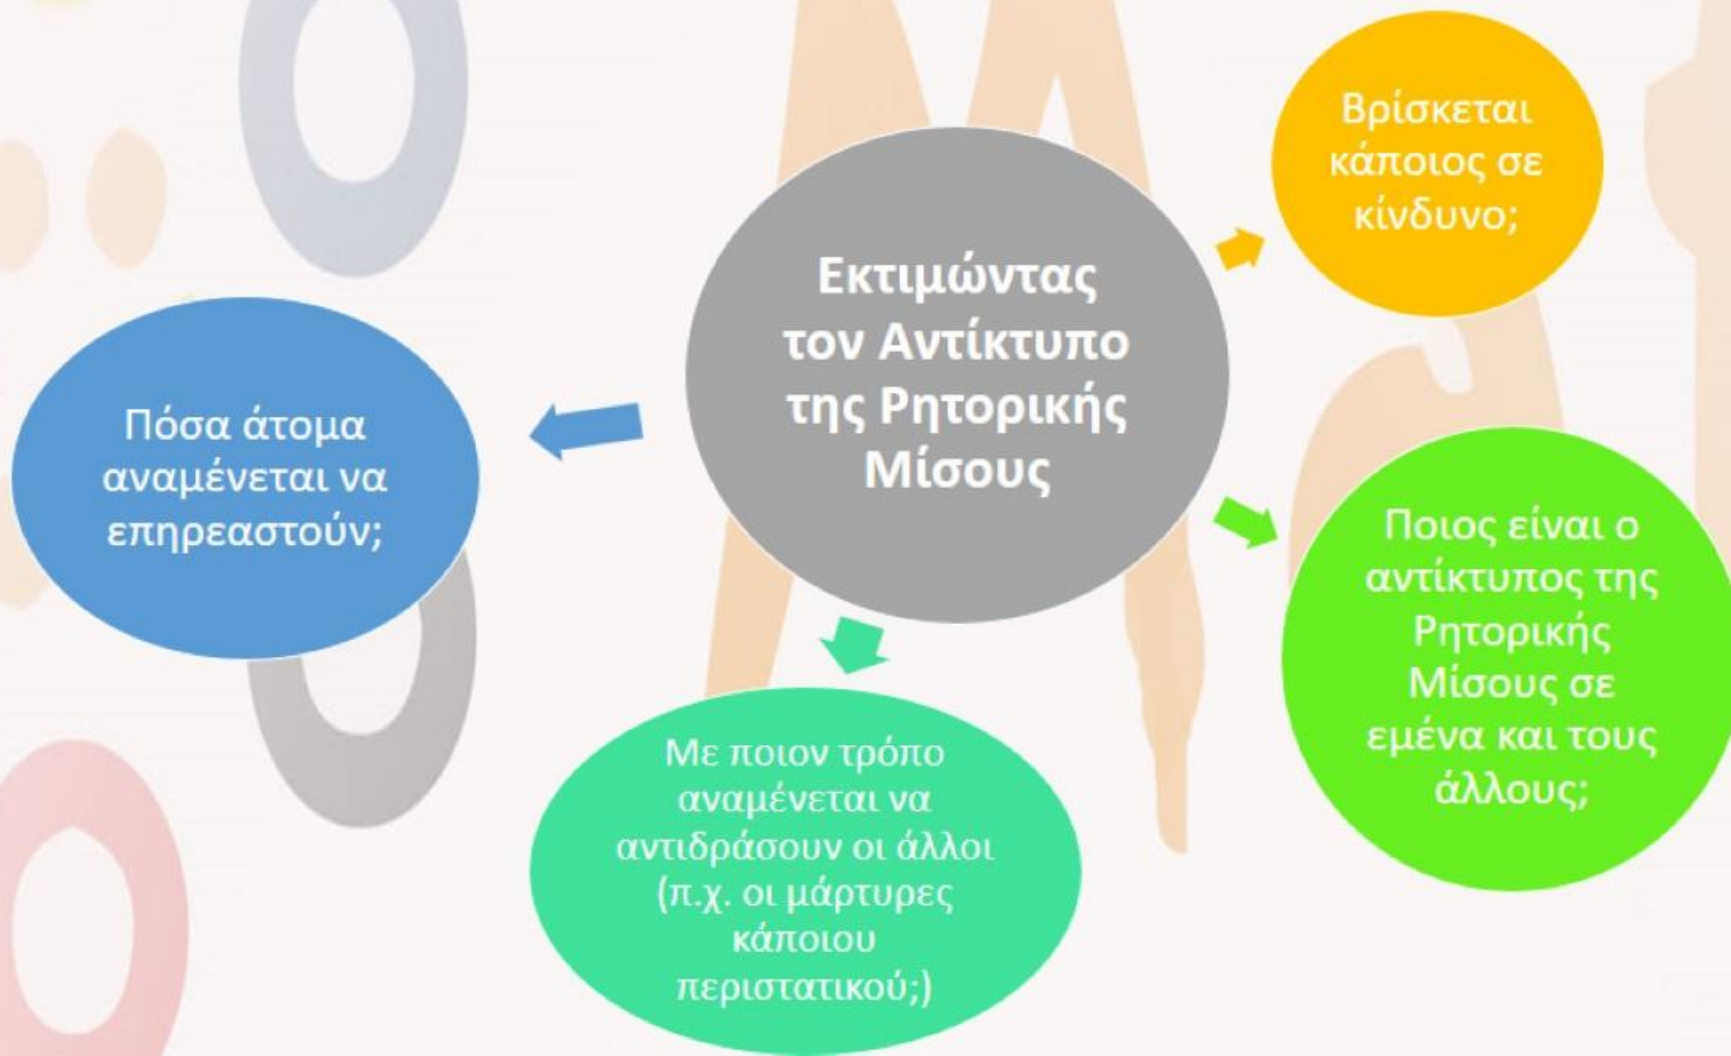 Εκτιμώντας
τον Αντίκτυπο
της Ρητορικής
Μίσους
Βρίσκεται
κάποιος σε
κίνδυνο;
Ποιος είναι ο
αντίκτυπος της
Ρητορικής
Μίσους σε
εμένα και τους
άλλους;
Με ποιον τρόπο
αναμένεται να
αντιδράσουν οι άλλοι
(π.χ. οι μάρτυρες
κάποιου
περιστατικού;)
Πόσα άτομα
αναμένεται να
επηρεαστούν;